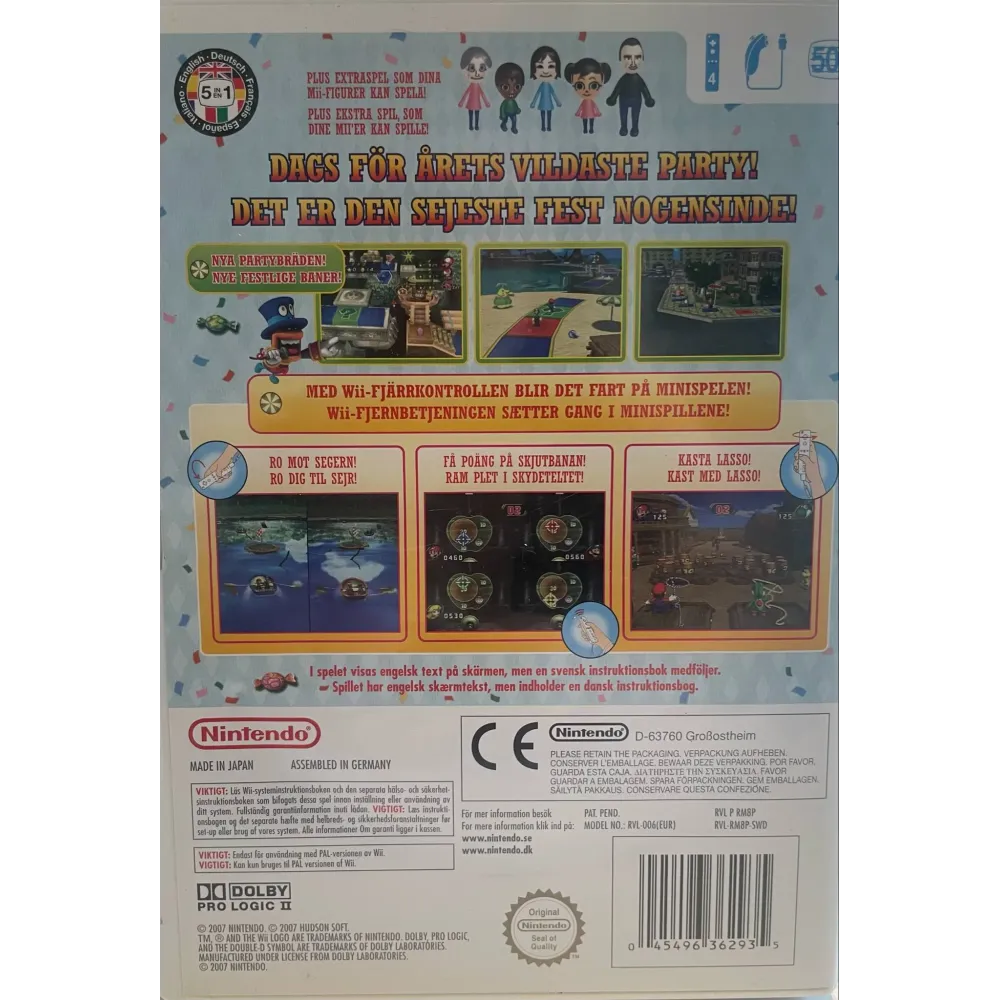 English · Deutsch · Français · Español · Italiano
5 IN EN 1
PLUS EXTRASPEL SOM DINA
Mii-FIGURER KAN SPELA!
PLUS EKSTRA SPIL, SOM
DINE MII'ER KAN SPILLE!
4
DAGS FÖR ÅRETS VILDASTE PARTY!
DET ER DEN SEJESTE FEST NOGENSINDE!
NYA PARTYBRÄDEN!
NYE FESTLIGE BANER!
MED Wii-FJÄRRKONTROLLEN BLIR DET FART PÅ MINISPELEN!
Wii-FJERNBETJENINGEN SÆTTER GANG I MINISPILLENE!
RO MOT SEGERN!
RO DIG TIL SEJR!
FÅ POÄNG PÅ SKJUTBANAN!
RAM PLET I SKYDETELTET!
KASTA LASSO!
KAST MED LASSO!
0460
0560
0530
125
125
I spelet visas engelsk text på skärmen, men en svensk instruktionsbok medföljer.
Spillet har engelsk skærmtekst, men indholder en dansk instruktionsbog.
Nintendo
MADE IN JAPAN
ASSEMBLED IN GERMANY
VIKTIGT: Läs Wii-systeminstruktionsboken och den separata hälso- och säkerhet-
sinstruktionsboken som bifogats dessa spel innan inställning eller användning av
ditt system. Fullständig garantiinformation inuti lådan. VIGTIGT: Læs instrukti-
onsbogen og det separate hæfte med helbreds- og sikkerhedsforanstaltninger før
set-up eller brug af vores system. Alle informationer Om garanti ligger i kassen.
VIKTIGT: Endast för användning med PAL-versionen av Wii.
VIGTIGT: Kan kun bruges til PAL versionen af Wii.
DOLBY
PRO LOGIC II
© 2007 NINTENDO. © 2007 HUDSON SOFT.
TM, ® AND THE Wii LOGO ARE TRADEMARKS OF NINTENDO. DOLBY, PRO LOGIC,
AND THE DOUBLE-D SYMBOL ARE TRADEMARKS OF DOLBY LABORATORIES.
MANUFACTURED UNDER LICENSE FROM DOLBY LABORATORIES.
© 2007 NINTENDO.
CE
Nintendo D-63760 Großostheim
PLEASE RETAIN THE PACKAGING. VERPACKUNG AUFHEBEN.
CONSERVER L'EMBALLAGE. BEWAAR DEZE VERPAKKING. POR FAVOR,
GUARDA ESTA CAJA. ΔΙΑΤΗΡΗΣΤΕ ΤΗΝ ΣΥΣΚΕΥΑΣΙΑ. FAVOR
GUARDAR A EMBALAGEM. SPARA FÖRPACKNINGEN. GEM EMBALLAGEN.
SÄILYTÄ PAKKAUS. CONSERVARE QUESTA CONFEZIONE.
För mer information besök
For mere information klik ind på:
www.nintendo.se
www.nintendo.dk
PAT. PEND.
MODEL NO.: RVL-006(EUR)
RVL P RM8P
RVL-RM8P-SWD
Original
Nintendo
Seal of
Quality
TM
0 45496 36293 5